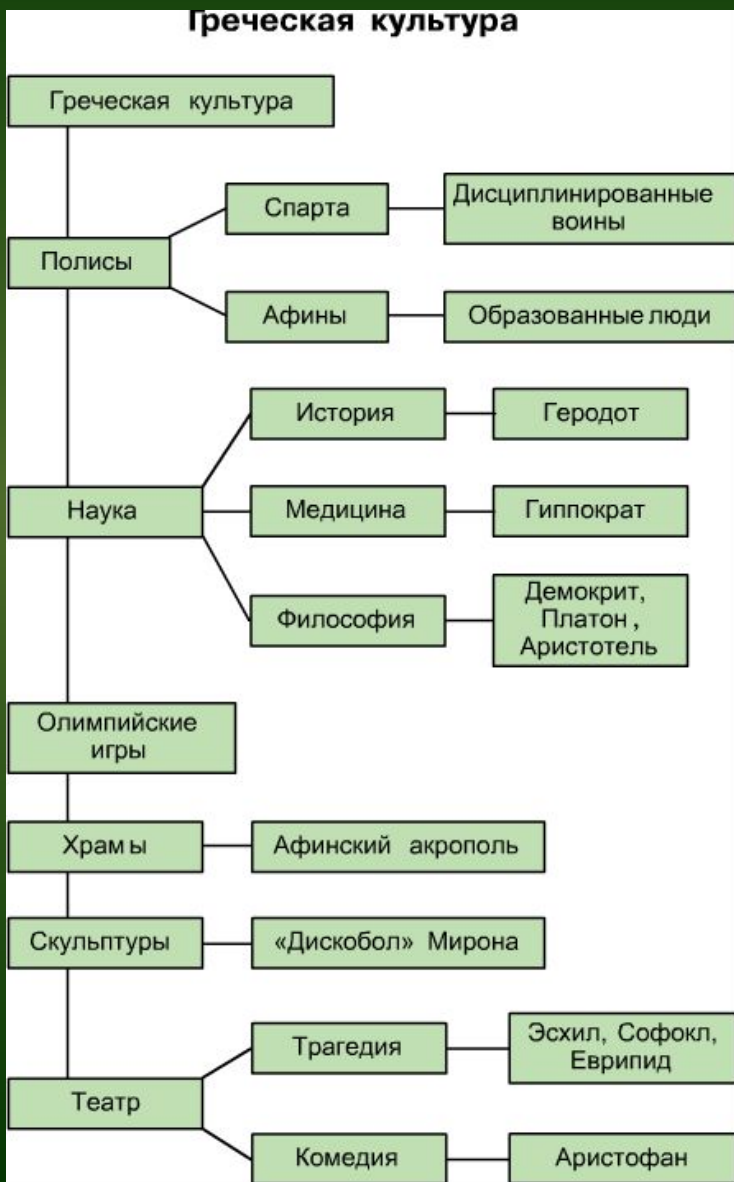 Греческая культура
Греческая культура
Полисы
Спарта
Дисциплинированные
воины
Афины
Образованные люди
Наука
История
Геродот
Медицина
Гиппократ
Философия
Демокрит,
Платон ,
Аристотель
Олимпийские
игры
Храмы
Афинский акрополь
Скульптуры
«Дискобол» Мирона
Театр
Трагедия
Эсхил, Софокл,
Еврипид
Комедия
Аристофан